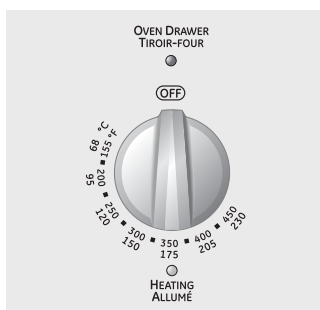 OVEN DRAWER
TIROIR-FOUR
OFF
68 °C
155 °F
200
95
250
120
300
150
350
175
400
205
450
230
HEATING
ALLUMÉ